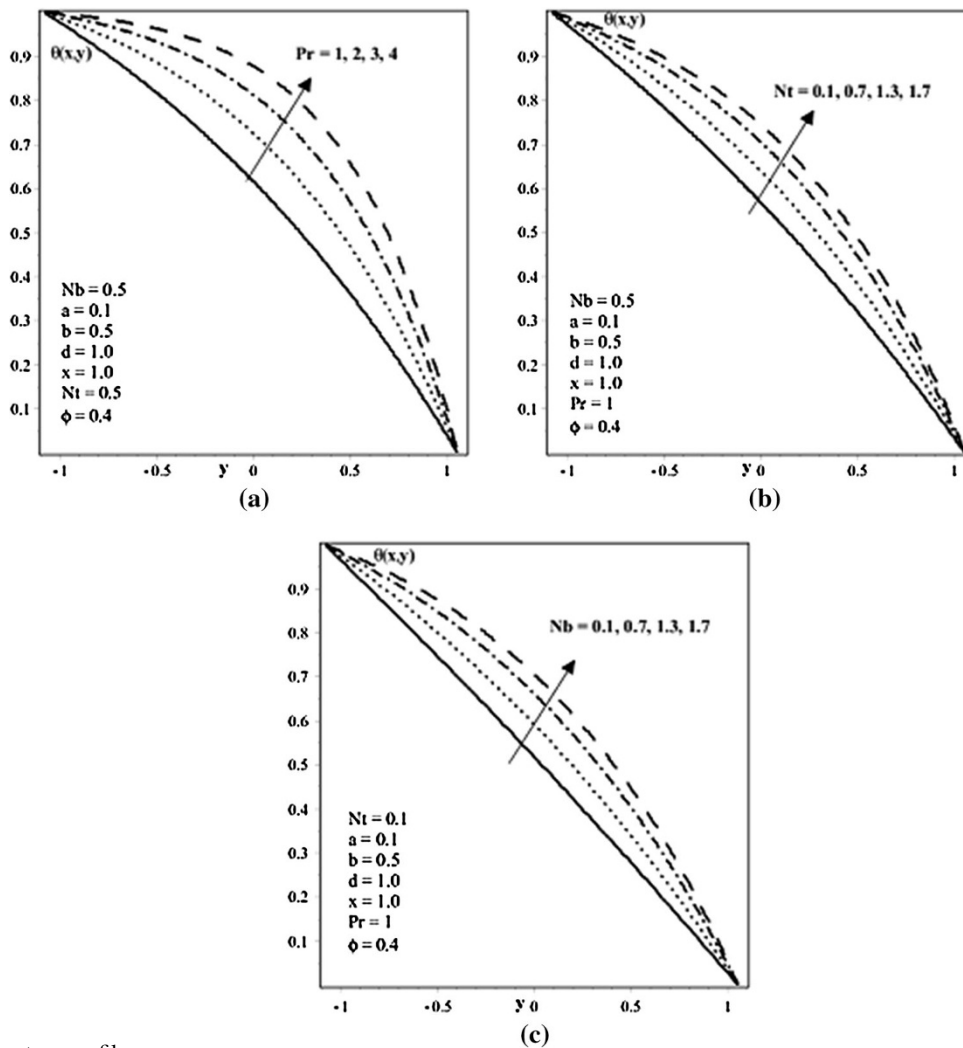 θ(x,y)
Pr = 1, 2, 3, 4
0.9
0.8
0.7
0.6
0.5
0.4
0.3
0.2
0.1
Nb = 0.5
a = 0.1
b = 0.5
d = 1.0
x = 1.0
Nt = 0.5
ϕ = 0.4
-1 -0.5 0 0.5 1
y
(a)
θ(x,y)
Nt = 0.1, 0.7, 1.3, 1.7
0.9
0.8
0.7
0.6
0.5
0.4
0.3
0.2
0.1
Nb = 0.5
a = 0.1
b = 0.5
d = 1.0
x = 1.0
Pr = 1
ϕ = 0.4
-1 -0.5 0 0.5 1
y
(b)
θ(x,y)
Nb = 0.1, 0.7, 1.3, 1.7
0.9
0.8
0.7
0.6
0.5
0.4
0.3
0.2
0.1
Nt = 0.1
a = 0.1
b = 0.5
d = 1.0
x = 1.0
Pr = 1
ϕ = 0.4
-1 -0.5 0 0.5 1
y
(c)